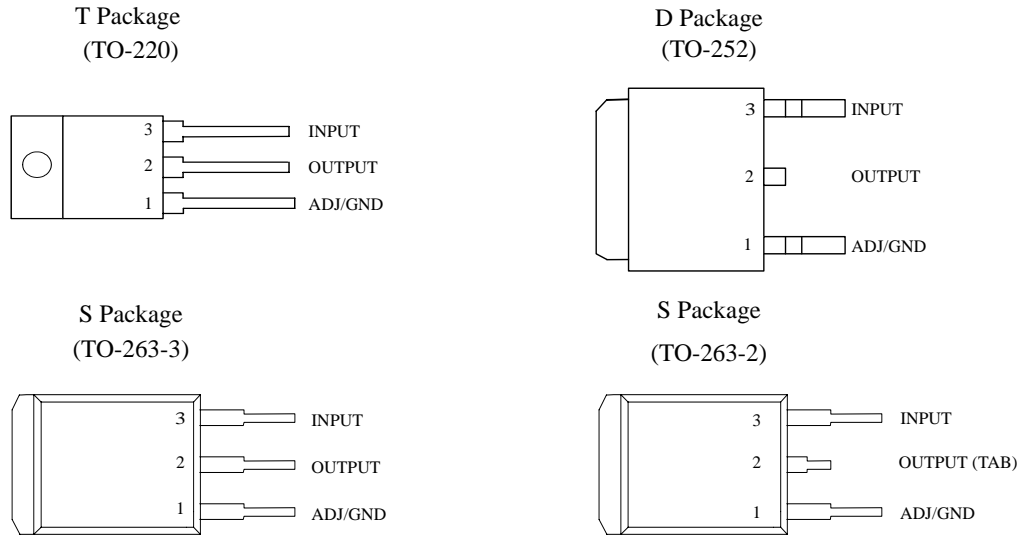 T Package
(TO-220)
3 INPUT
2 OUTPUT
1 ADJ/GND
D Package
(TO-252)
3 INPUT
2 OUTPUT
1 ADJ/GND
S Package
(TO-263-3)
3 INPUT
2 OUTPUT
1 ADJ/GND
S Package
(TO-263-2)
3 INPUT
2 OUTPUT (TAB)
1 ADJ/GND